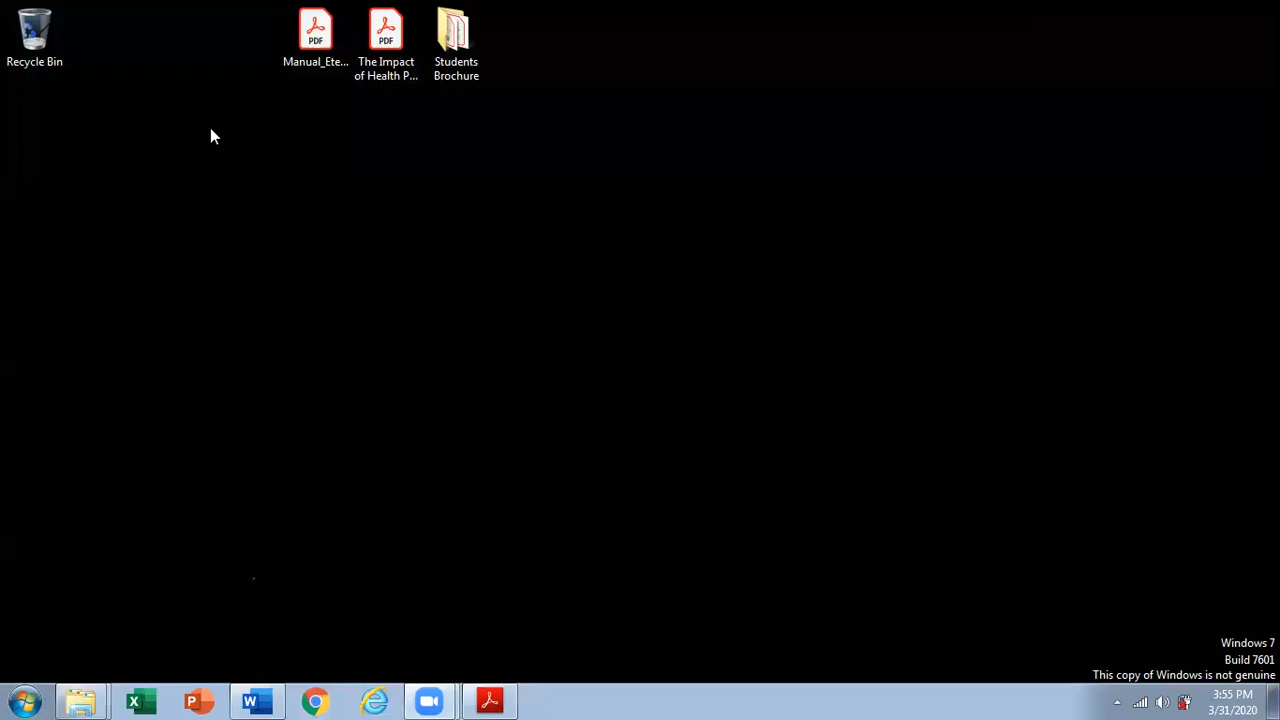 Recycle Bin
PDF
Manual_Ete...
PDF
The Impact
of Health P...
Students
Brochure
Windows 7
Build 7601
This copy of Windows is not genuine
3:55 PM
3/31/2020